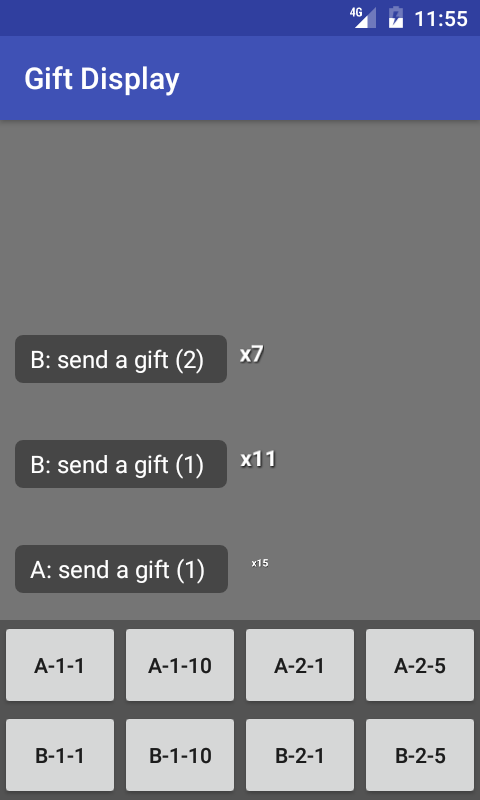 4G 11:55
Gift Display
B: send a gift (2) x7
B: send a gift (1) x11
A: send a gift (1) x15
A-1-1 A-1-10 A-2-1 A-2-5
B-1-1 B-1-10 B-2-1 B-2-5